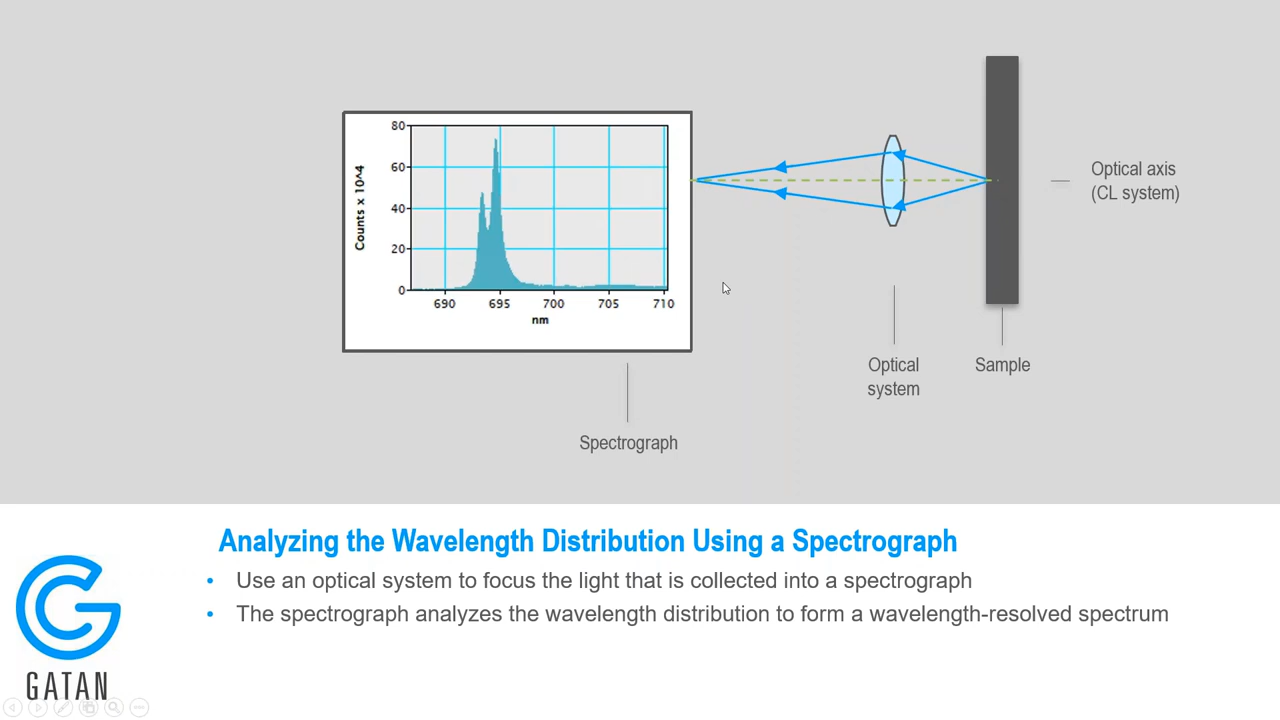 80
60
40
20
0
Counts x 10^4
690 695 700 705 710
nm
Optical axis
(CL system)
Optical
system
Sample
Spectrograph
Analyzing the Wavelength Distribution Using a Spectrograph
• Use an optical system to focus the light that is collected into a spectrograph
• The spectrograph analyzes the wavelength distribution to form a wavelength-resolved spectrum
GATAN